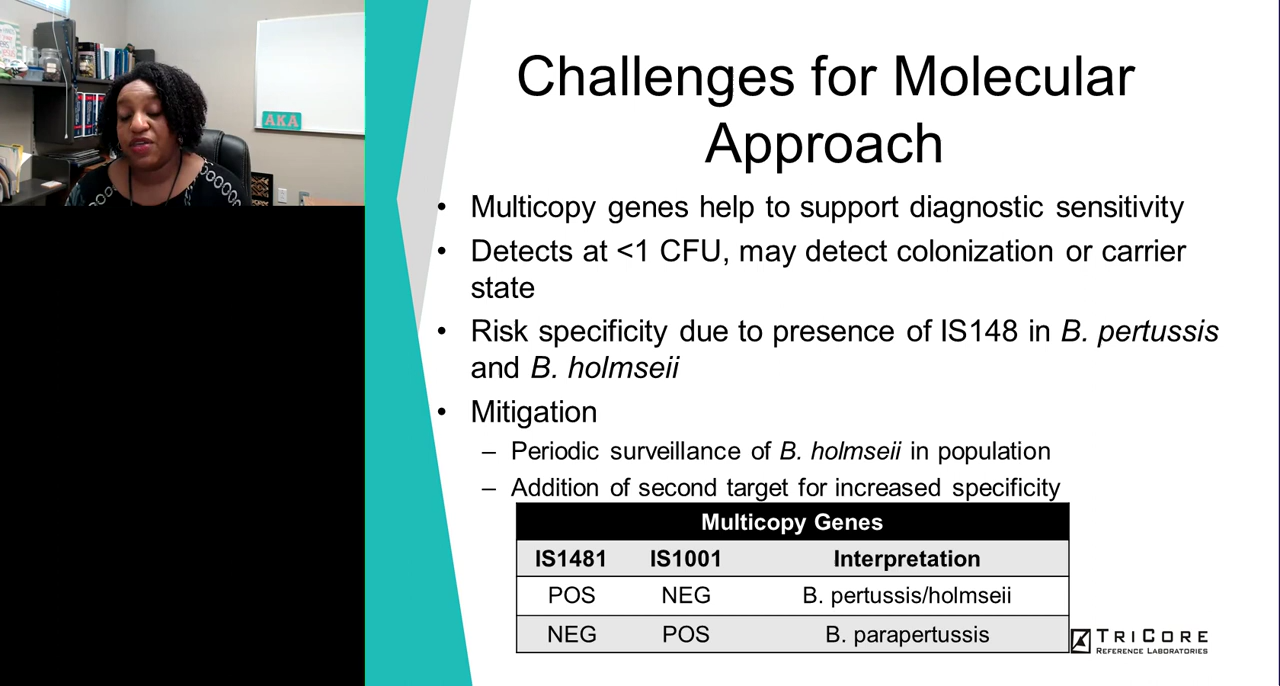 AKA
Challenges for Molecular
Approach
• Multicopy genes help to support diagnostic sensitivity
• Detects at <1 CFU, may detect colonization or carrier
state
• Risk specificity due to presence of IS148 in B. pertussis
and B. holmseii
• Mitigation
– Periodic surveillance of B. holmseii in population
– Addition of second target for increased specificity
Multicopy Genes
IS1481 IS1001 Interpretation
POS NEG B. pertussis/holmseii
NEG POS B. parapertussis
TRICORE
REFERENCE LABORATORIES